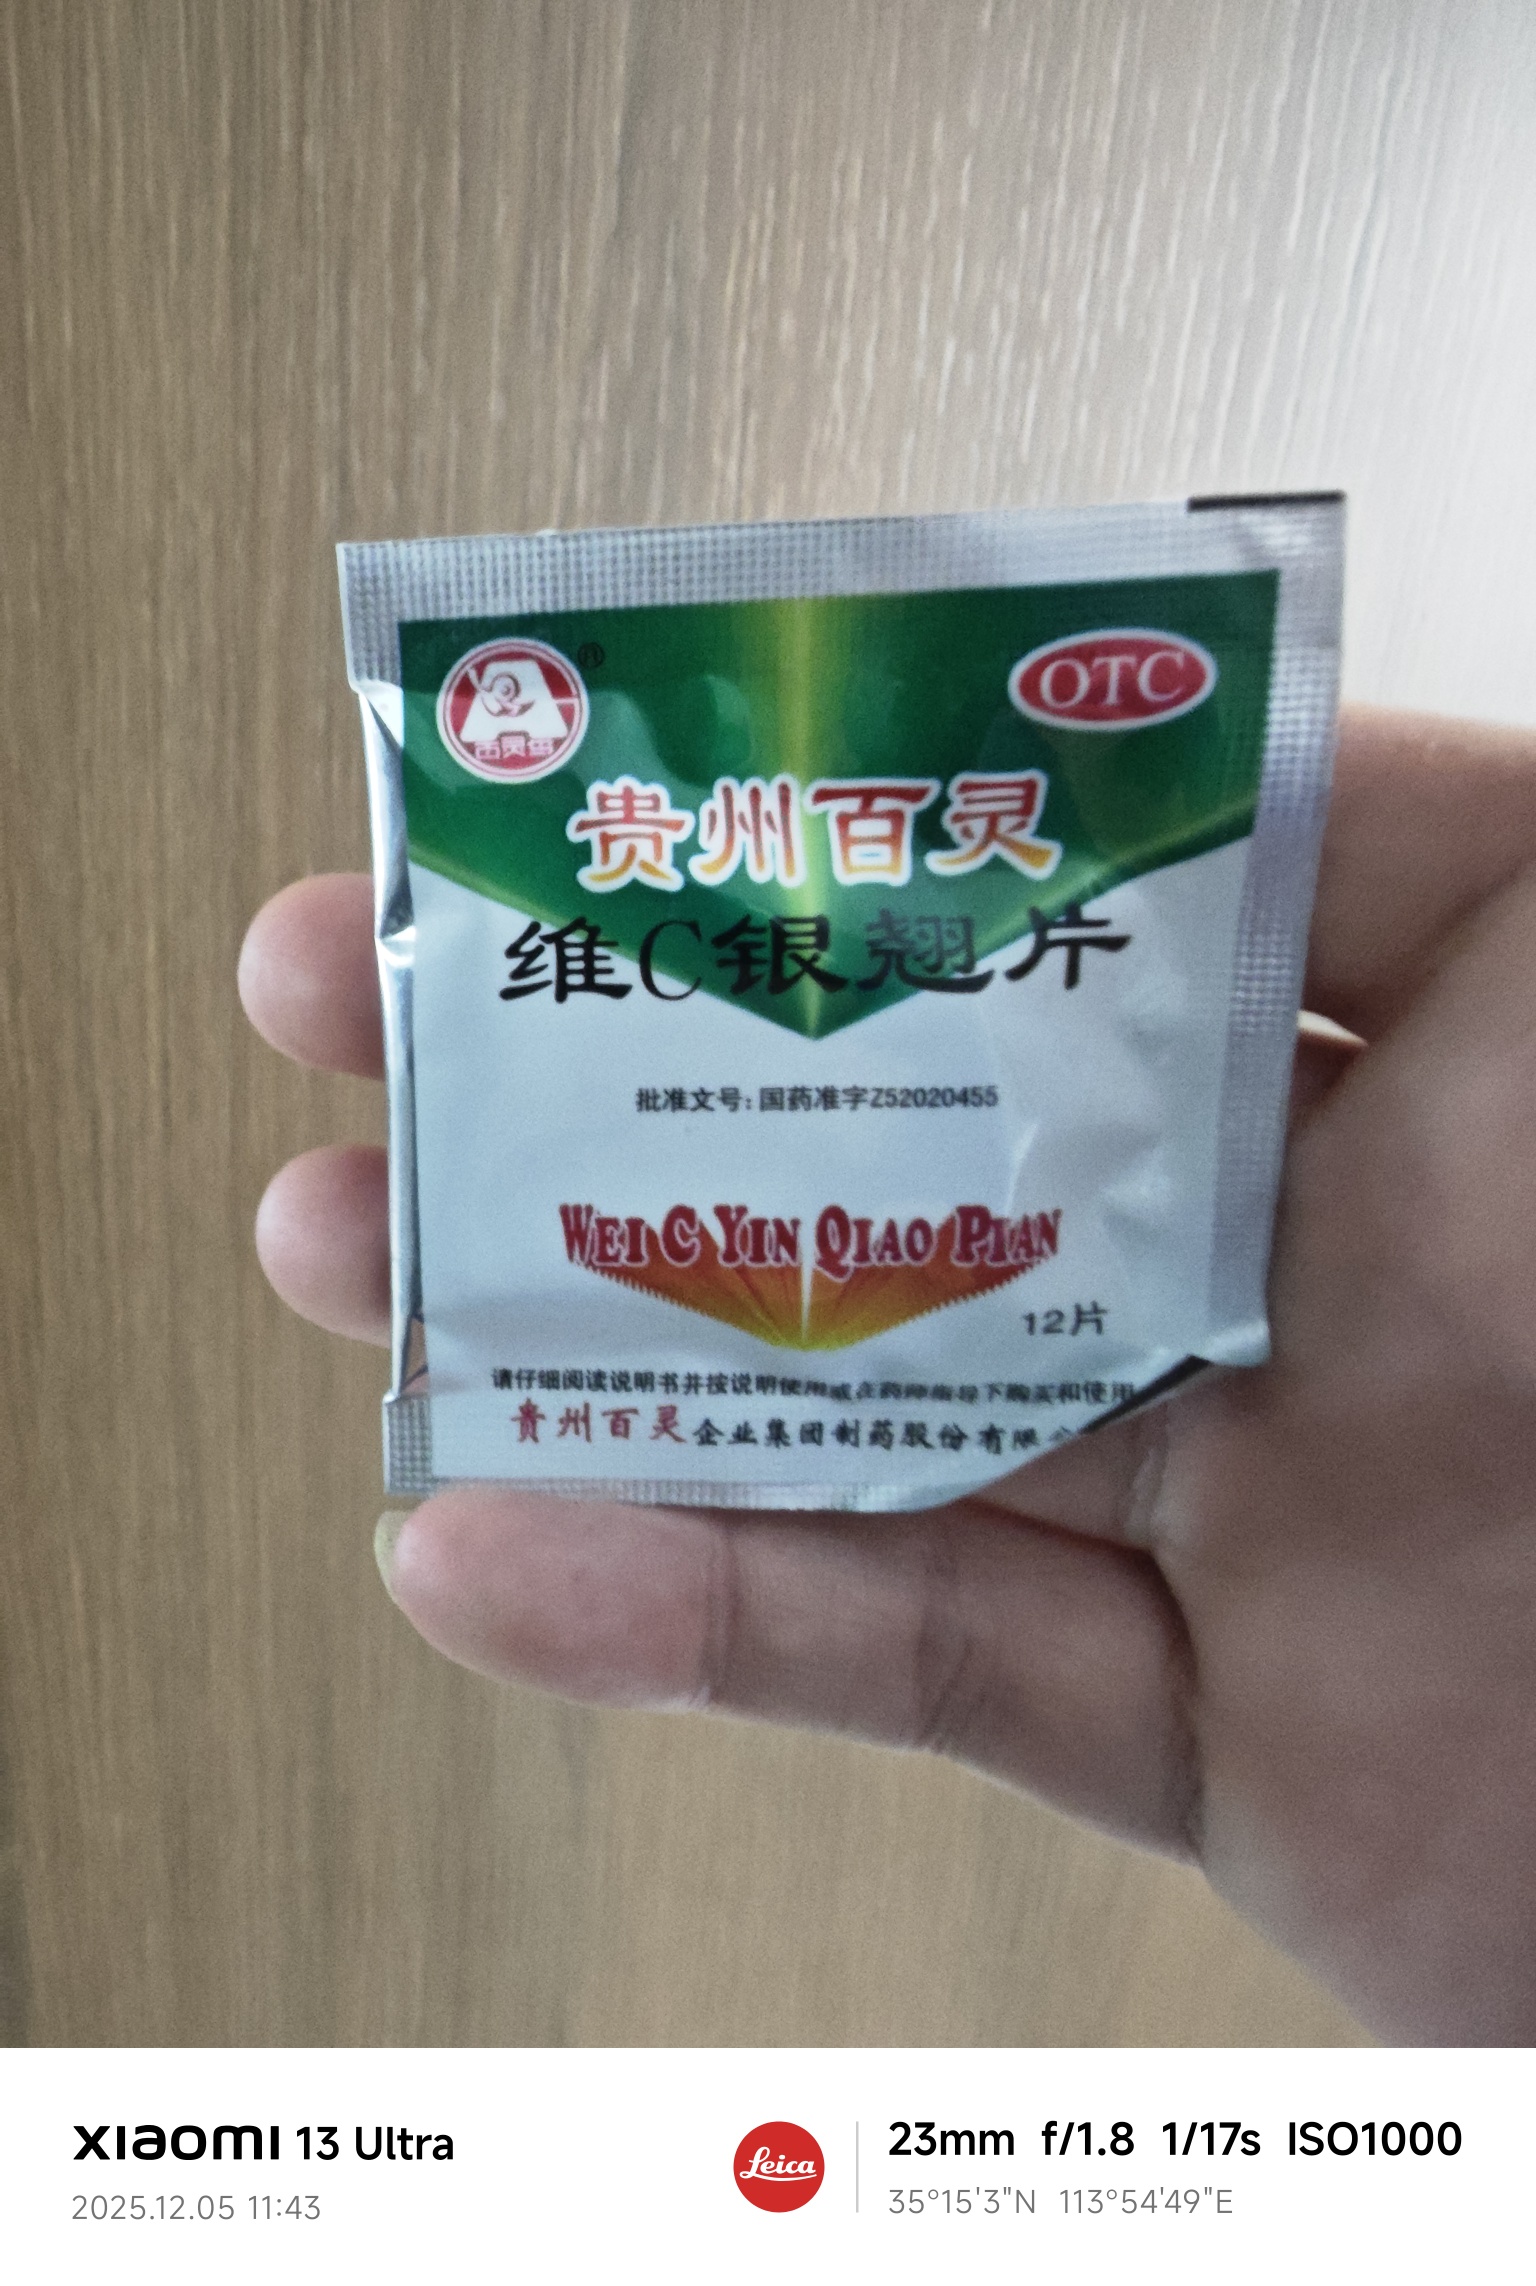 百灵鸟
®
OTC
贵州百灵
维C银翘片
批准文号:国药准字Z52020455
WEI C YIN QIAO PIAN
12片
请仔细阅读说明书并按说明使用或在药师指导下购买和使用
贵州百灵企业集团制药股份有限公
XIAOMI 13 Ultra
2025.12.05 11:43
Leica
23mm f/1.8 1/17s ISO1000
35°15'3"N 113°54'49"E